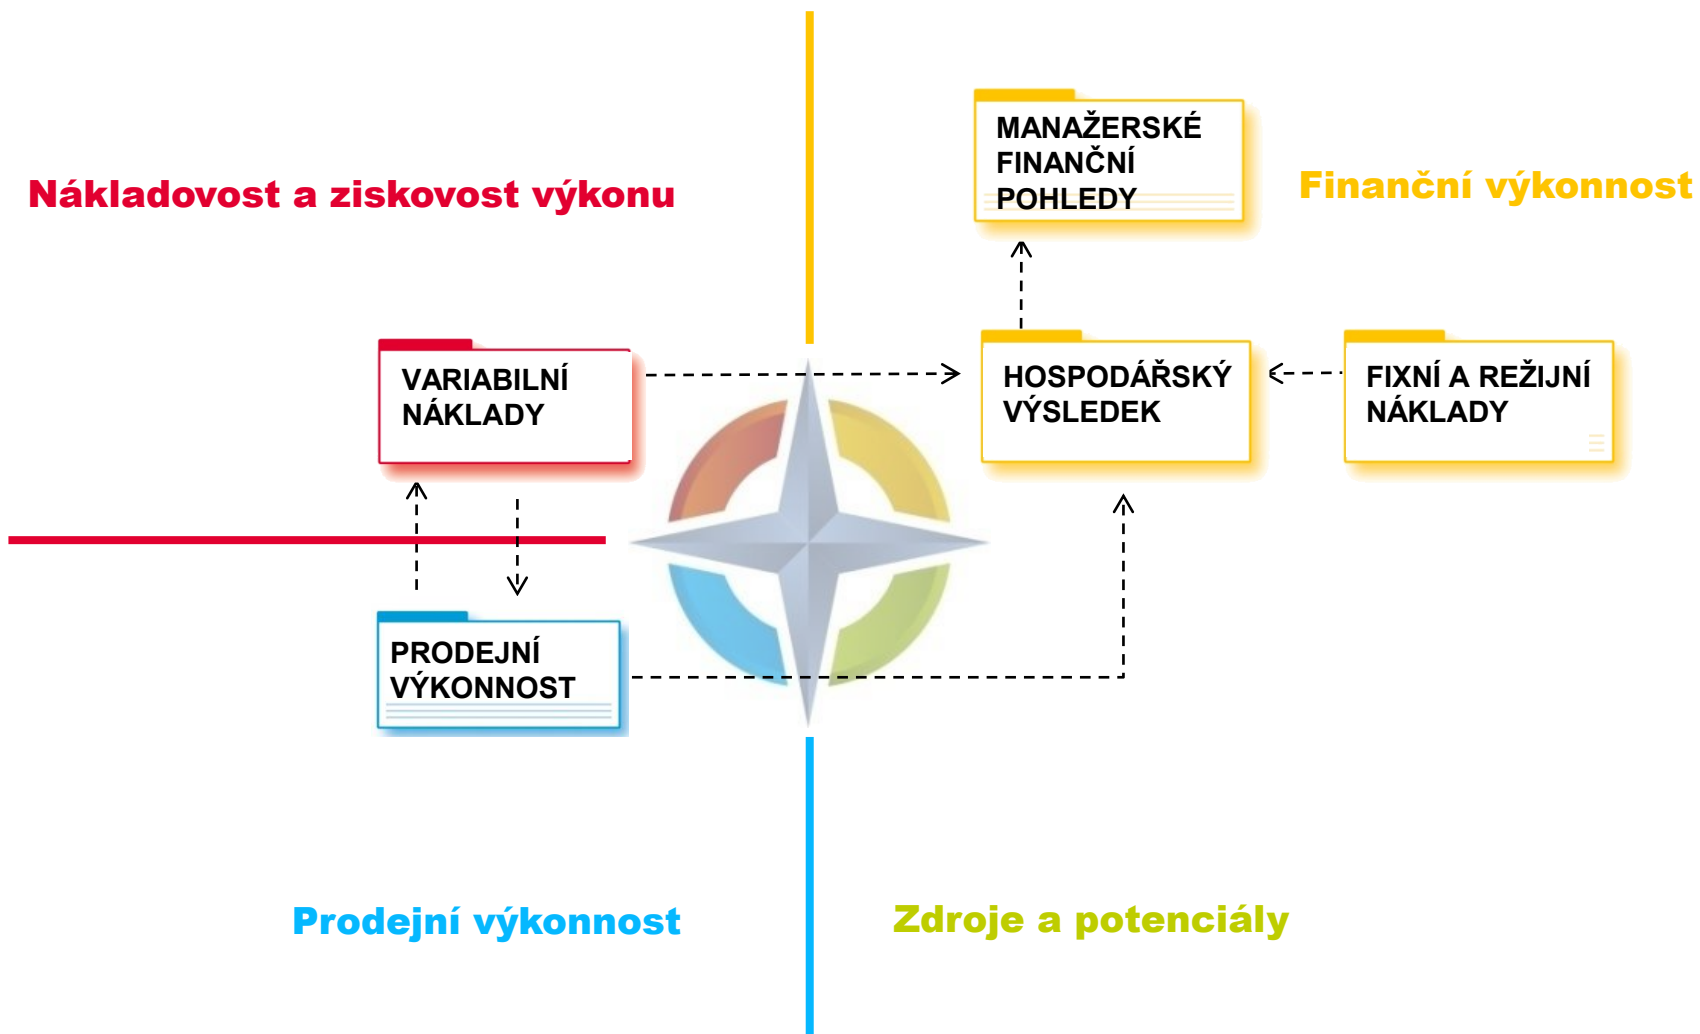 MANAŽERSKÉ
FINANČNÍ
POHLEDY
Nákladovost a ziskovost výkonu
Finanční výkonnost
VARIABILNÍ
NÁKLADY
HOSPODÁŘSKÝ
VÝSLEDEK
FIXNÍ A REŽIJNÍ
NÁKLADY
PRODEJNÍ
VÝKONNOST
Prodejní výkonnost
Zdroje a potenciály